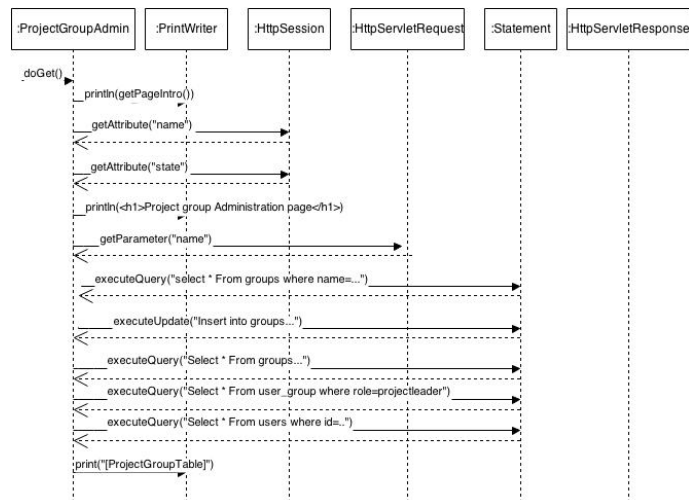 :ProjectGroupAdmin :PrintWriter :HttpSession :HttpServletRequest :Statement :HttpServletResponse
doGet()
println(getPageIntro())
getAttribute("name")
getAttribute("state")
println(<h1>Project group Administration page</h1>)
getParameter("name")
executeQuery("select * From groups where name=...")
executeUpdate("Insert into groups...")
executeQuery("Select * From groups...")
executeQuery("Select * From user_group where role=projectleader")
executeQuery("Select * From users where id=..")
print("[ProjectGroupTable]")